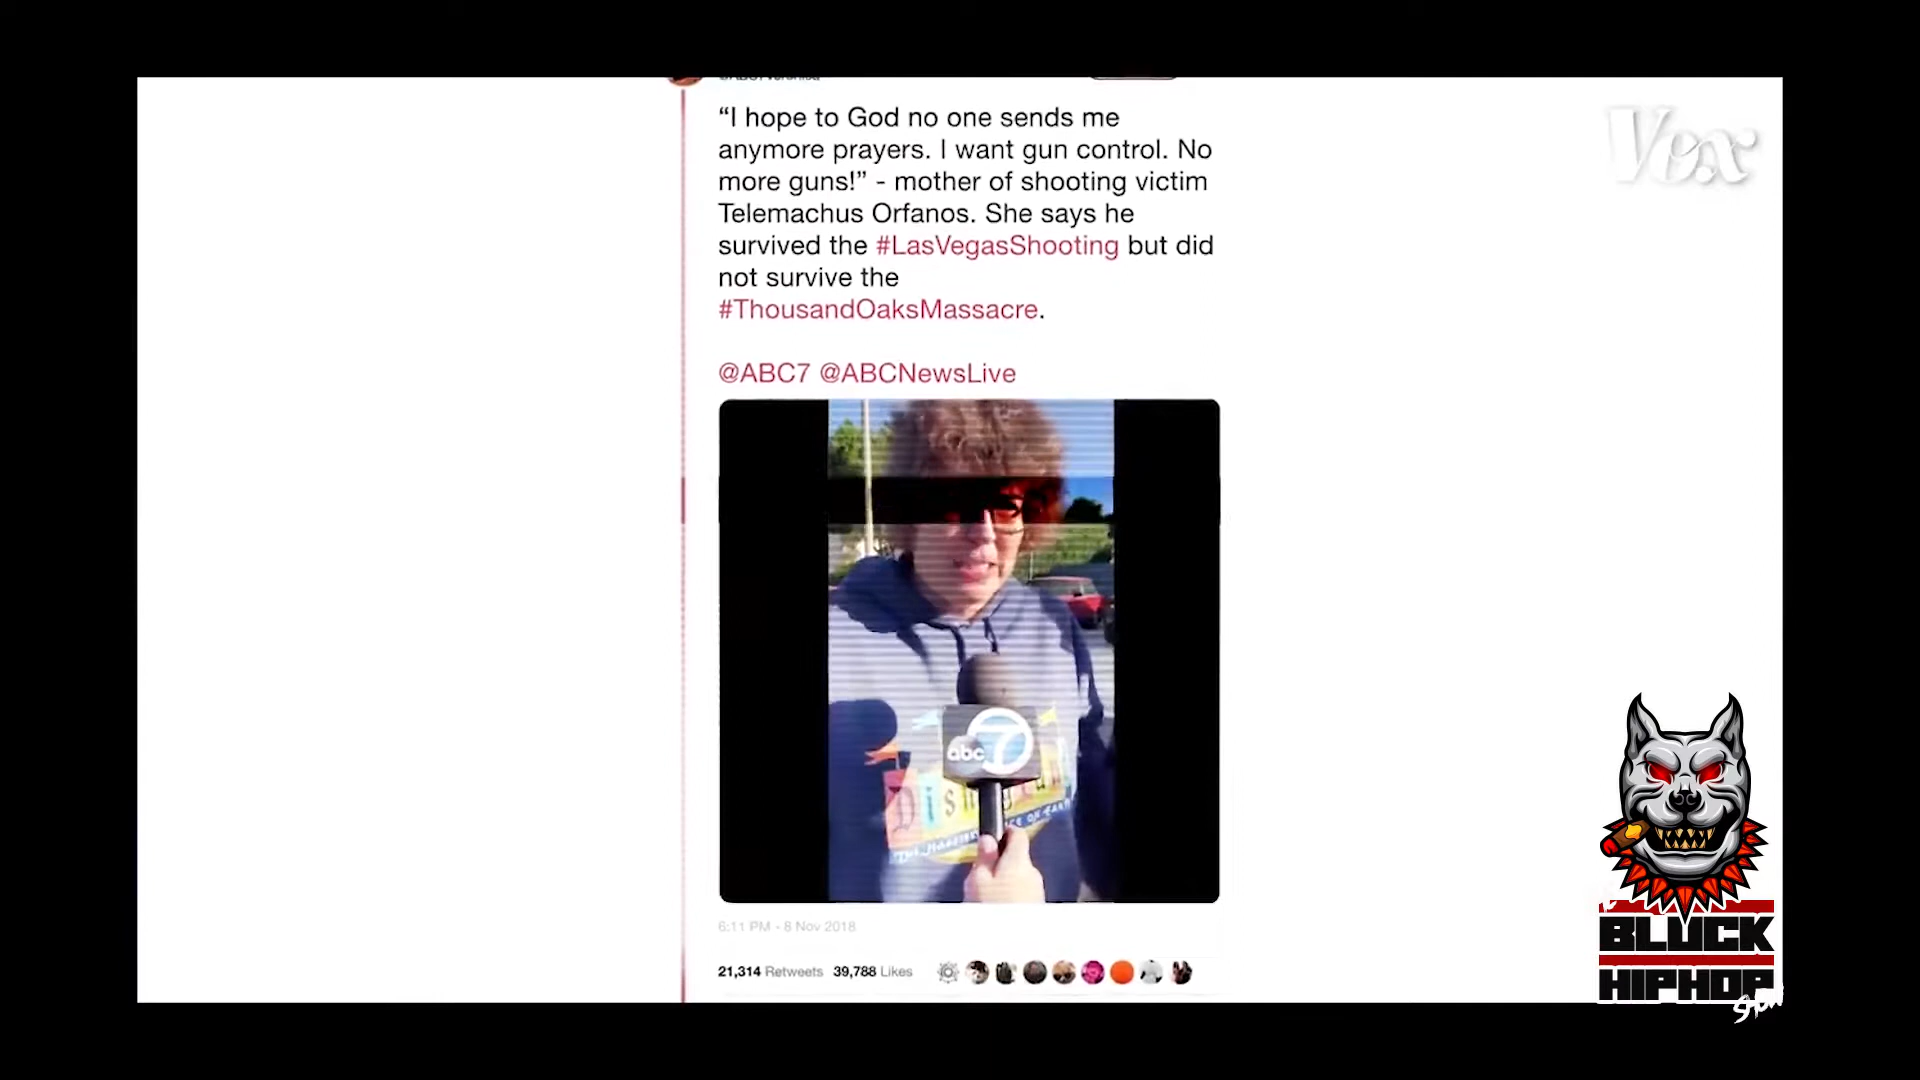 Vox
“I hope to God no one sends me
anymore prayers. I want gun control. No
more guns!” - mother of shooting victim
Telemachus Orfanos. She says he
survived the #LasVegasShooting but did
not survive the
#ThousandOaksMassacre.
@ABC7 @ABCNewsLive
abc 7
6:11 PM - 8 Nov 2018
21,314 Retweets 39,788 Likes
BLUCK
HIPHOP
Show